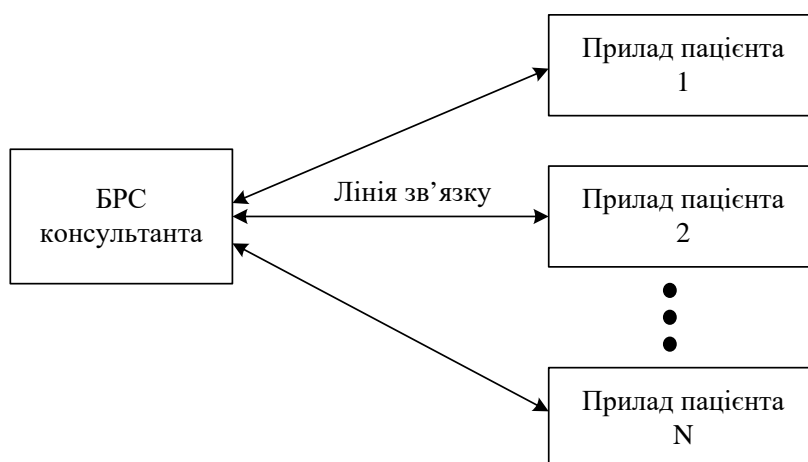 Прилад пацієнта
1
БРС
консультанта
Лінія зв’язку
Прилад пацієнта
2
Прилад пацієнта
N